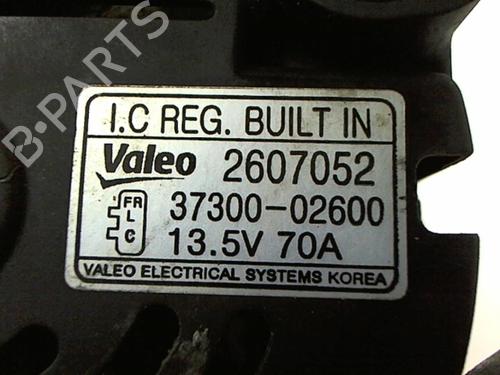 B-PARTS
I.C REG. BUILT IN
Valeo 2607052
FR
L
C
37300-02600
13.5V 70A
VALEO ELECTRICAL SYSTEMS KOREA